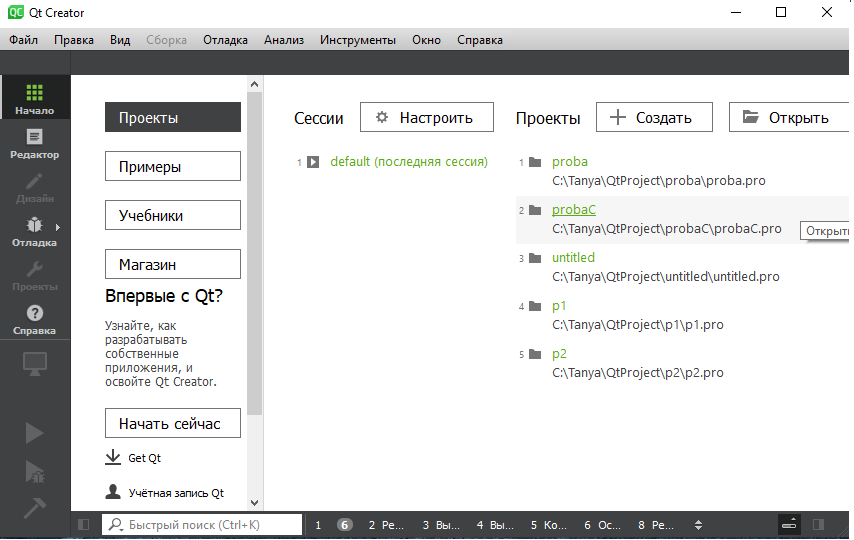 QC Qt Creator
Файл Правка Вид Сборка Отладка Анализ Инструменты Окно Справка
Начало
Редактор
Дизайн
Отладка
Проекты
Справка
Проекты
Примеры
Учебники
Магазин
Впервые с Qt?
Узнайте, как
разрабатывать
собственные
приложения, и
освойте Qt Creator.
Начать сейчас
Get Qt
Учётная запись Qt
Сессии Настроить
1 default (последняя сессия)
Проекты Создать Открыть
1 proba
C:\Tanya\QtProject\proba\proba.pro
2 probaC
C:\Tanya\QtProject\probaC\probaC.pro
Открыть
3 untitled
C:\Tanya\QtProject\untitled\untitled.pro
4 p1
C:\Tanya\QtProject\p1\p1.pro
5 p2
C:\Tanya\QtProject\p2\p2.pro
Быстрый поиск (Ctrl+K) 1 6 2 Ре... 3 Вы... 4 Вы... 5 Ко... 6 Ос... 8 Ре...